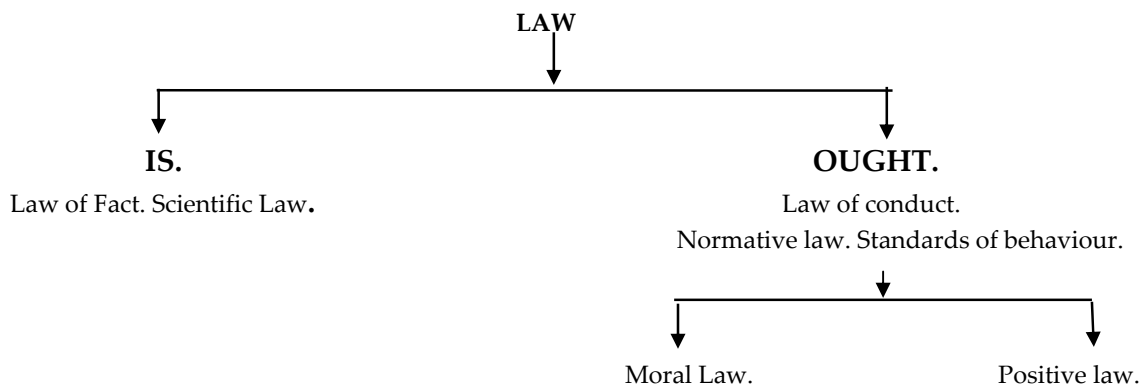 LAW
IS.
OUGHT.
Law of Fact. Scientific Law.
Law of conduct.
Normative law. Standards of behaviour.
Moral Law.
Positive law.